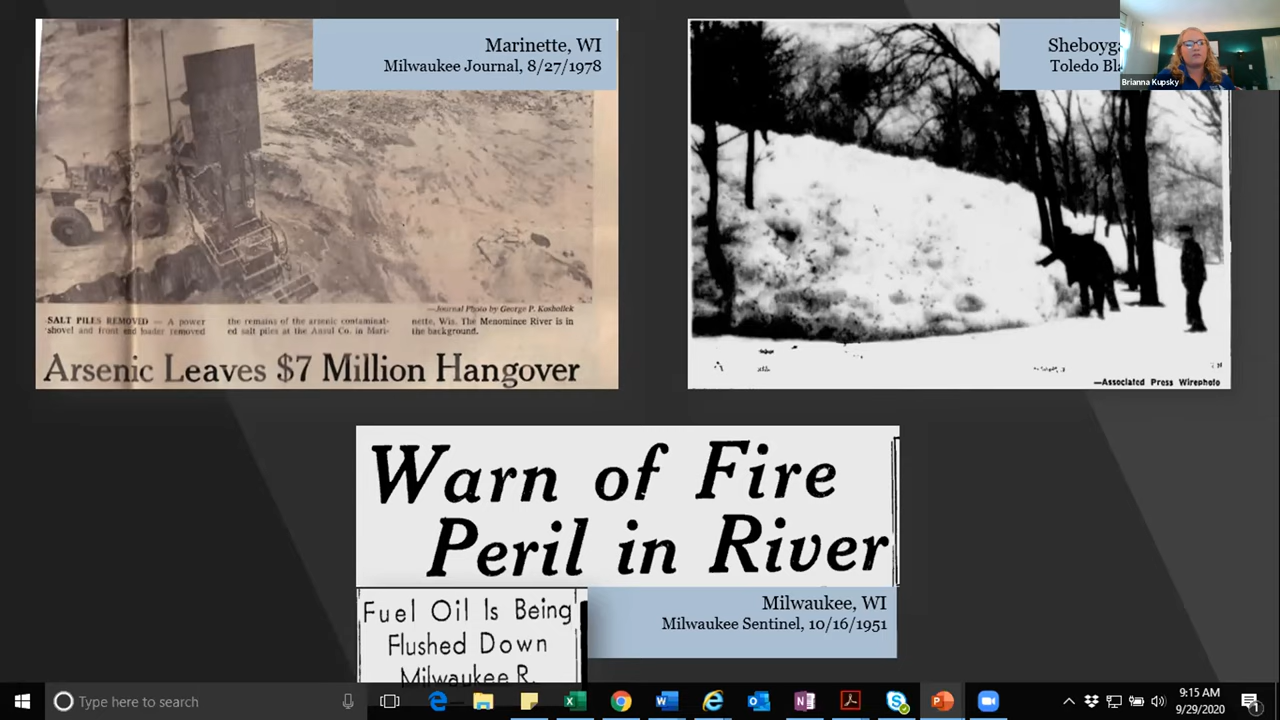 Marinette, WI
Milwaukee Journal, 8/27/1978
—Journal Photo by George P. Koshollek
SALT PILES REMOVED — A power
shovel and front end loader removed
the remains of the arsenic contaminat-
ed salt piles at the Ansul Co. in Mari-
nette, Wis. The Menominee River is in
the background.
Arsenic Leaves $7 Million Hangover
Toledo
Brianna Kupsky
—Associated Press Wirephoto
Warn of Fire
Peril in River
Fuel Oil Is Being
Flushed Down
Milwaukee R.
Milwaukee, WI
Milwaukee Sentinel, 10/16/1951
Type here to search
9:15 AM
9/29/2020